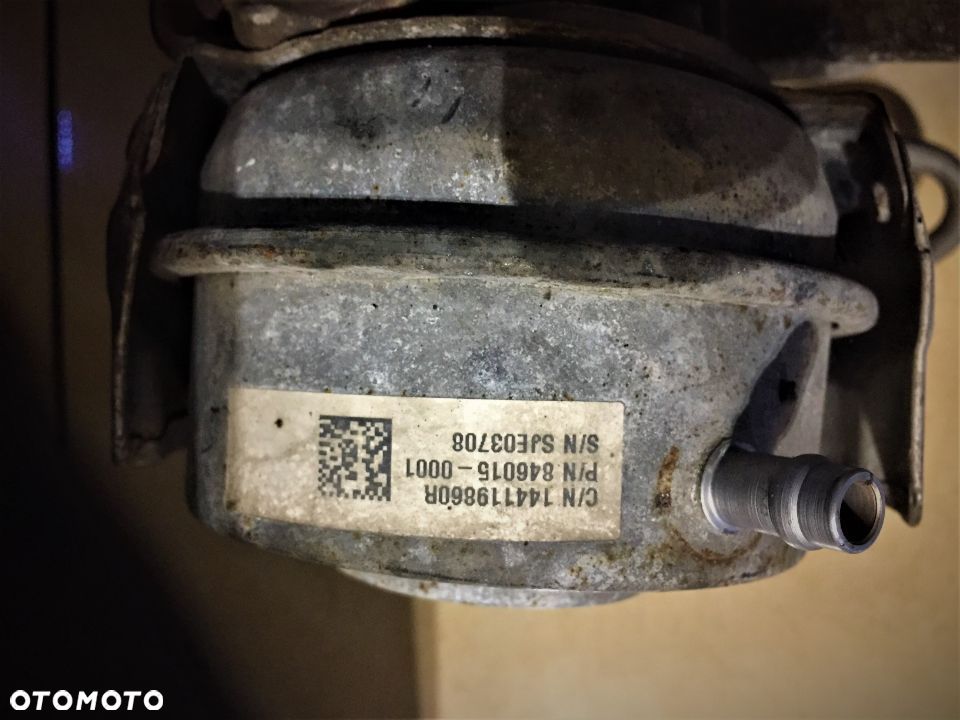 C/N 144119860R
P/N 846015-0001
S/N SJE03708
OTOMOTO